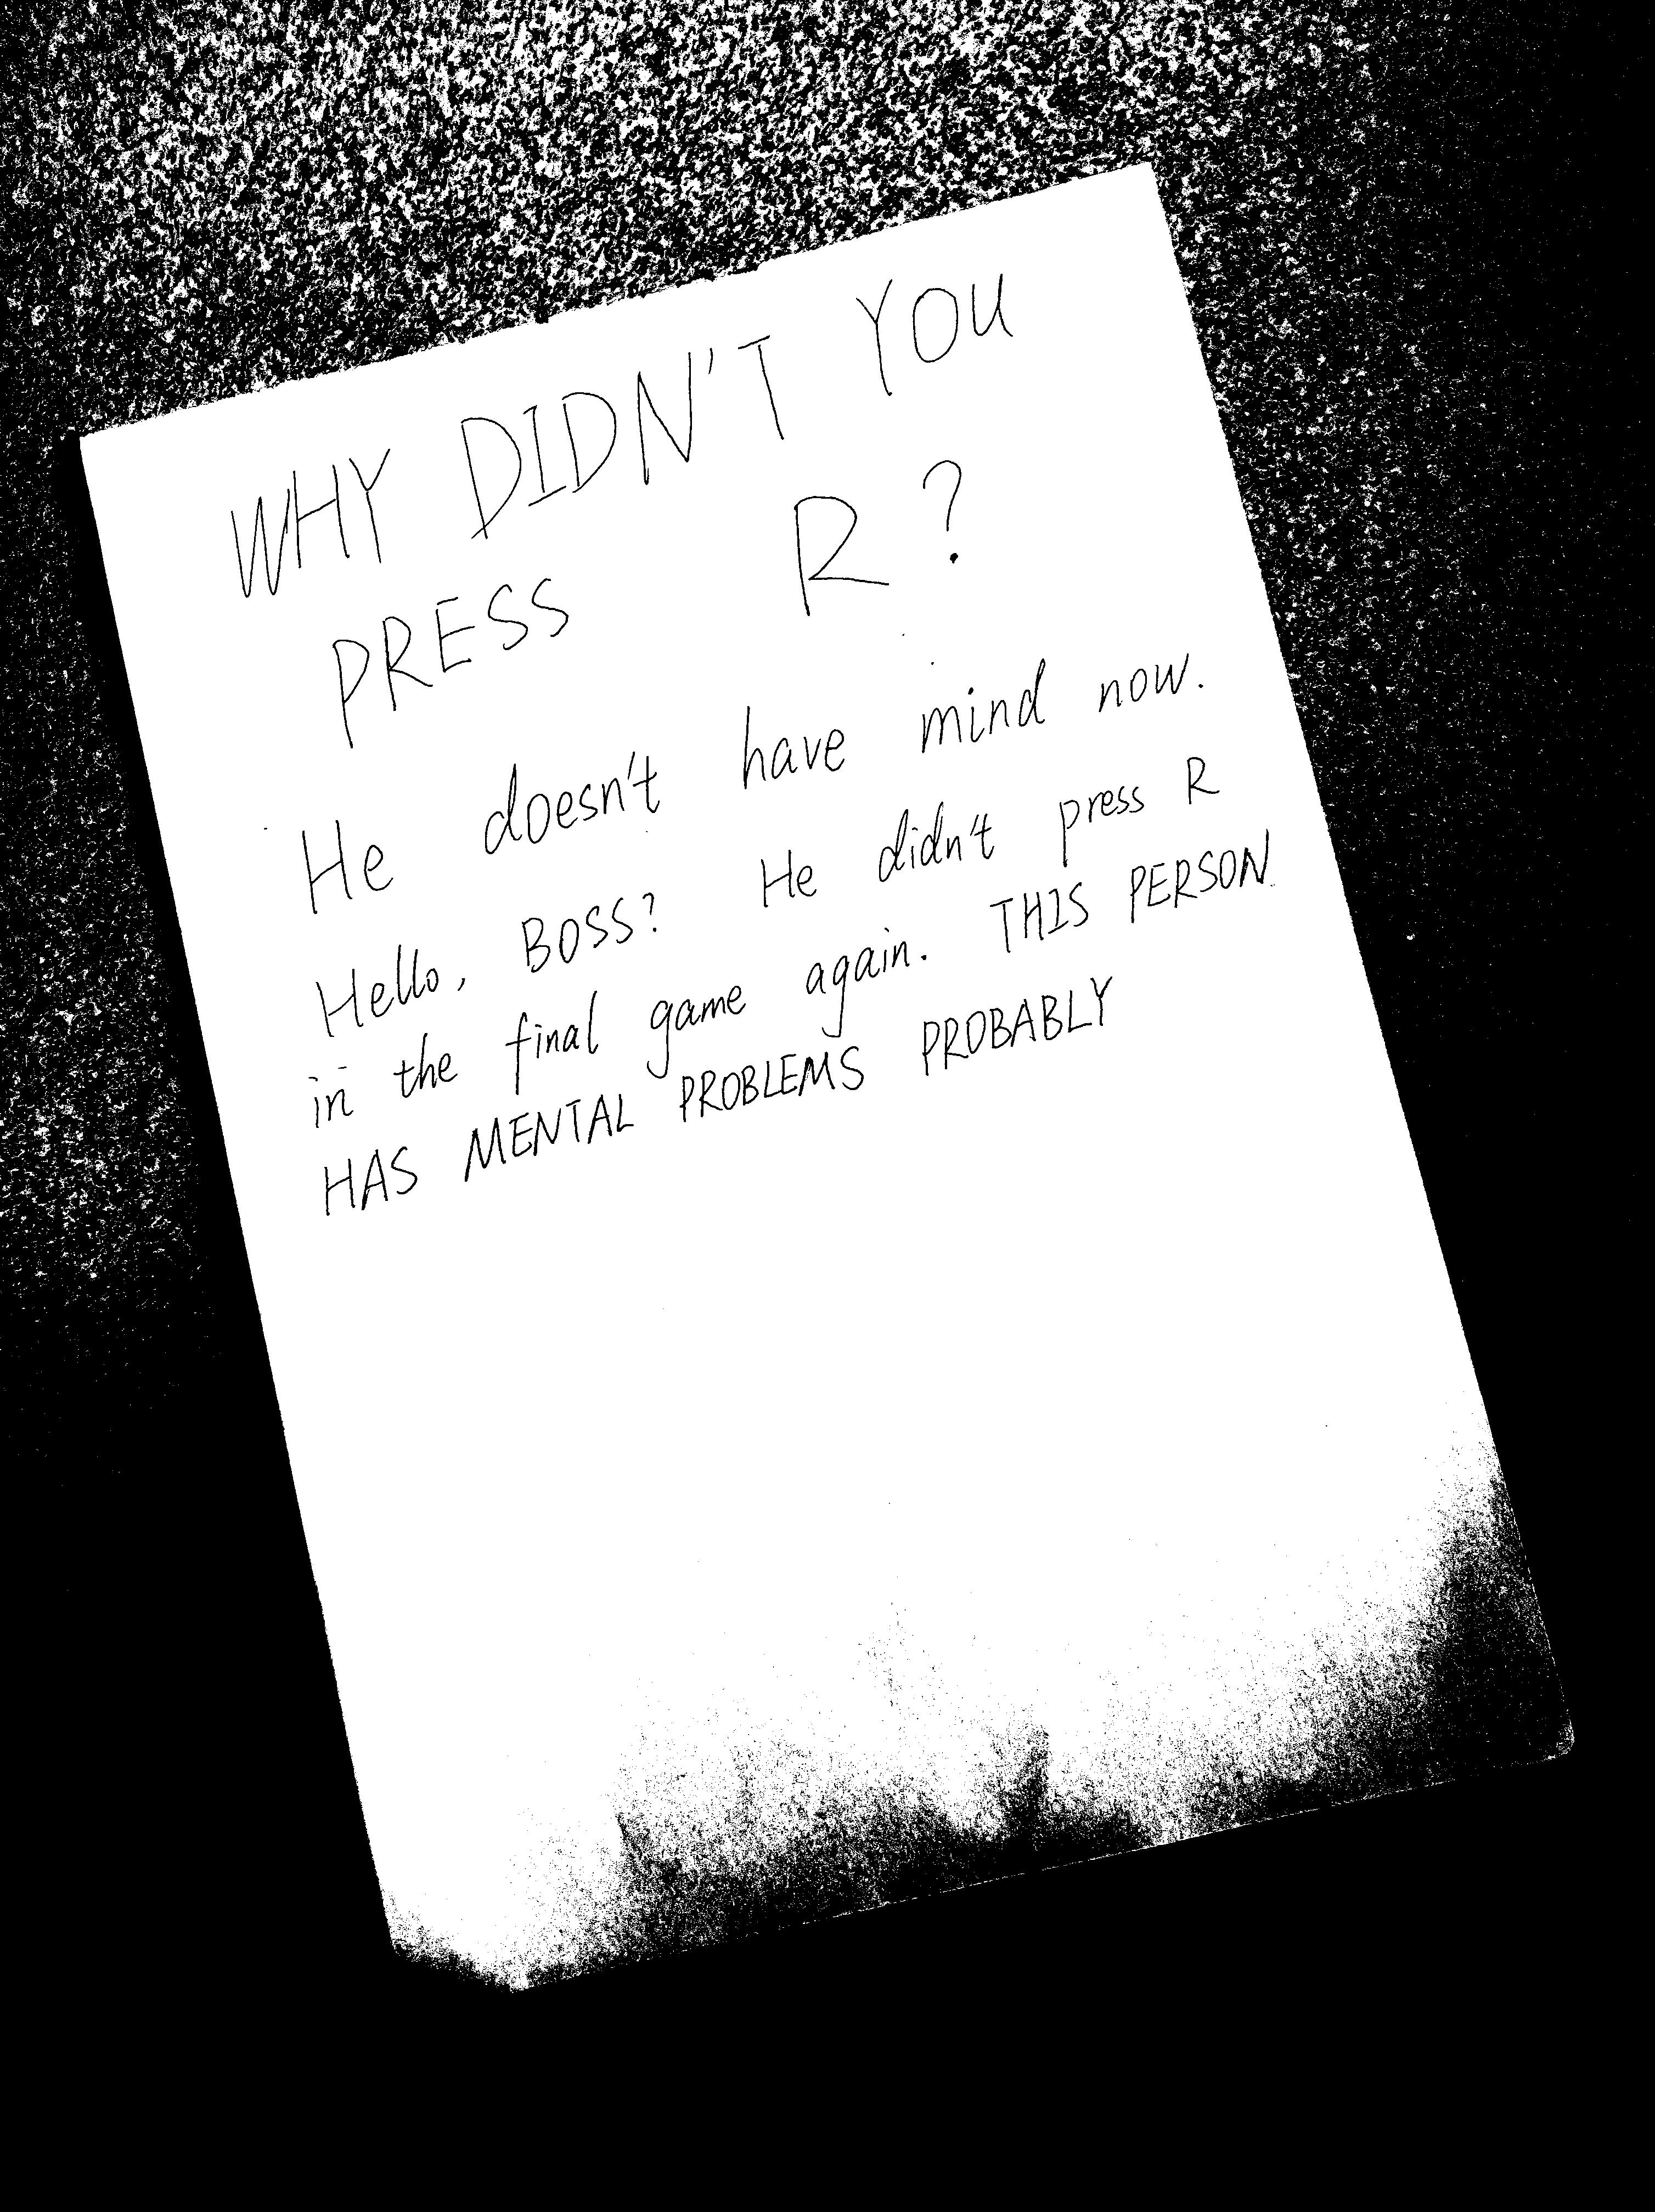 WHY DIDN'T YOU
PRESS R?
He doesn't have mind now.
Hello, BOSS? He didn't press R
in the final game again. THIS PERSON
HAS MENTAL PROBLEMS PROBABLY